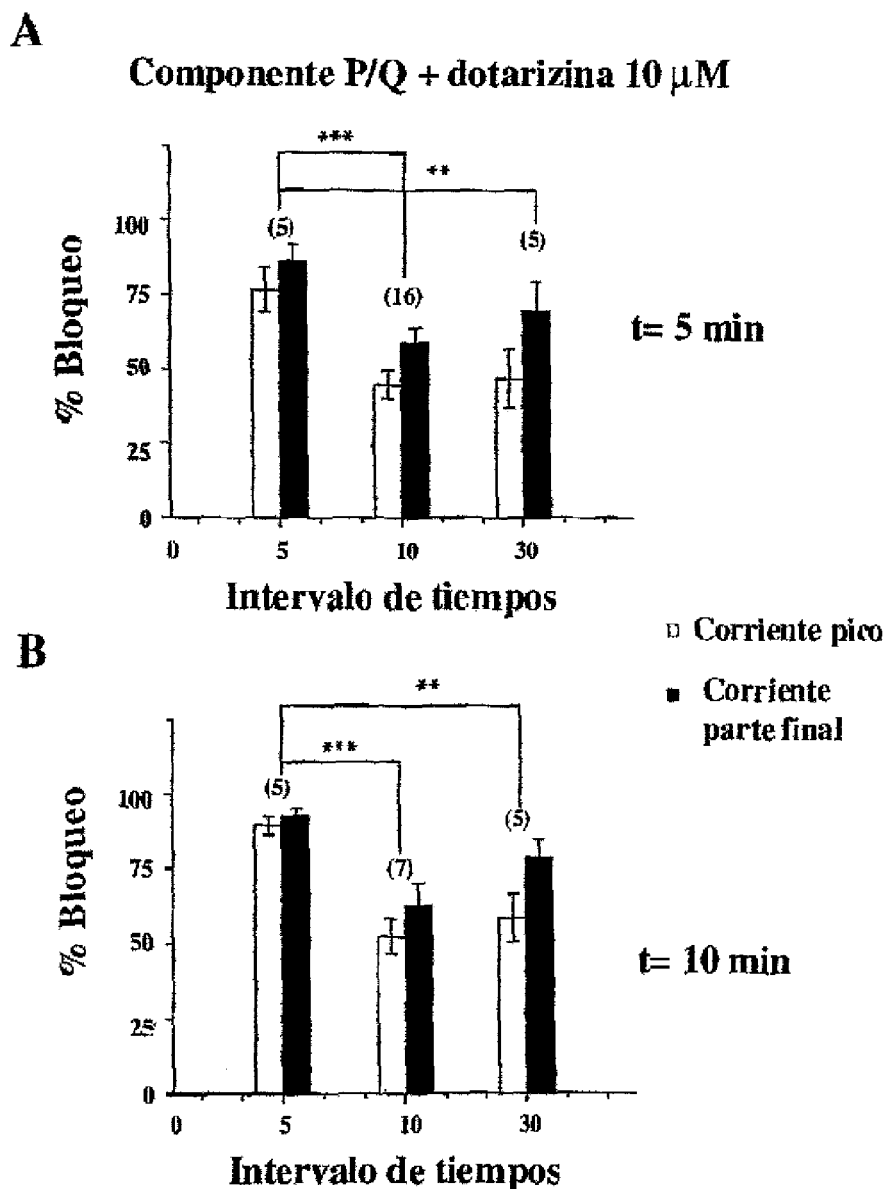 A
Componente P/Q + dotarizina 10 μM
***
**
100
(5)
(5)
75
(16)
% Bloqueo
t= 5 min
50
25
0
0 5 10 30
Intervalo de tiempos
Corriente pico
Corriente
parte final
B
**
***
100
(5)
(5)
75
(7)
% Bloqueo
50
t= 10 min
25
0
0 5 10 30
Intervalo de tiempos